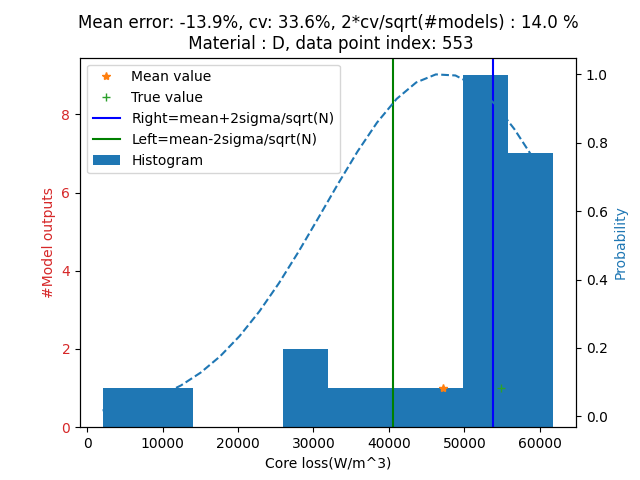 Mean error: -13.9%, cv: 33.6%, 2*cv/sqrt(#models) : 14.0 %
Material : D, data point index: 553
Mean value
True value
Right=mean+2sigma/sqrt(N)
Left=mean-2sigma/sqrt(N)
Histogram
#Model outputs
8
6
4
2
0
1.0
0.8
0.6
0.4
0.2
0.0
Probability
0 10000 20000 30000 40000 50000 60000
Core loss(W/m^3)